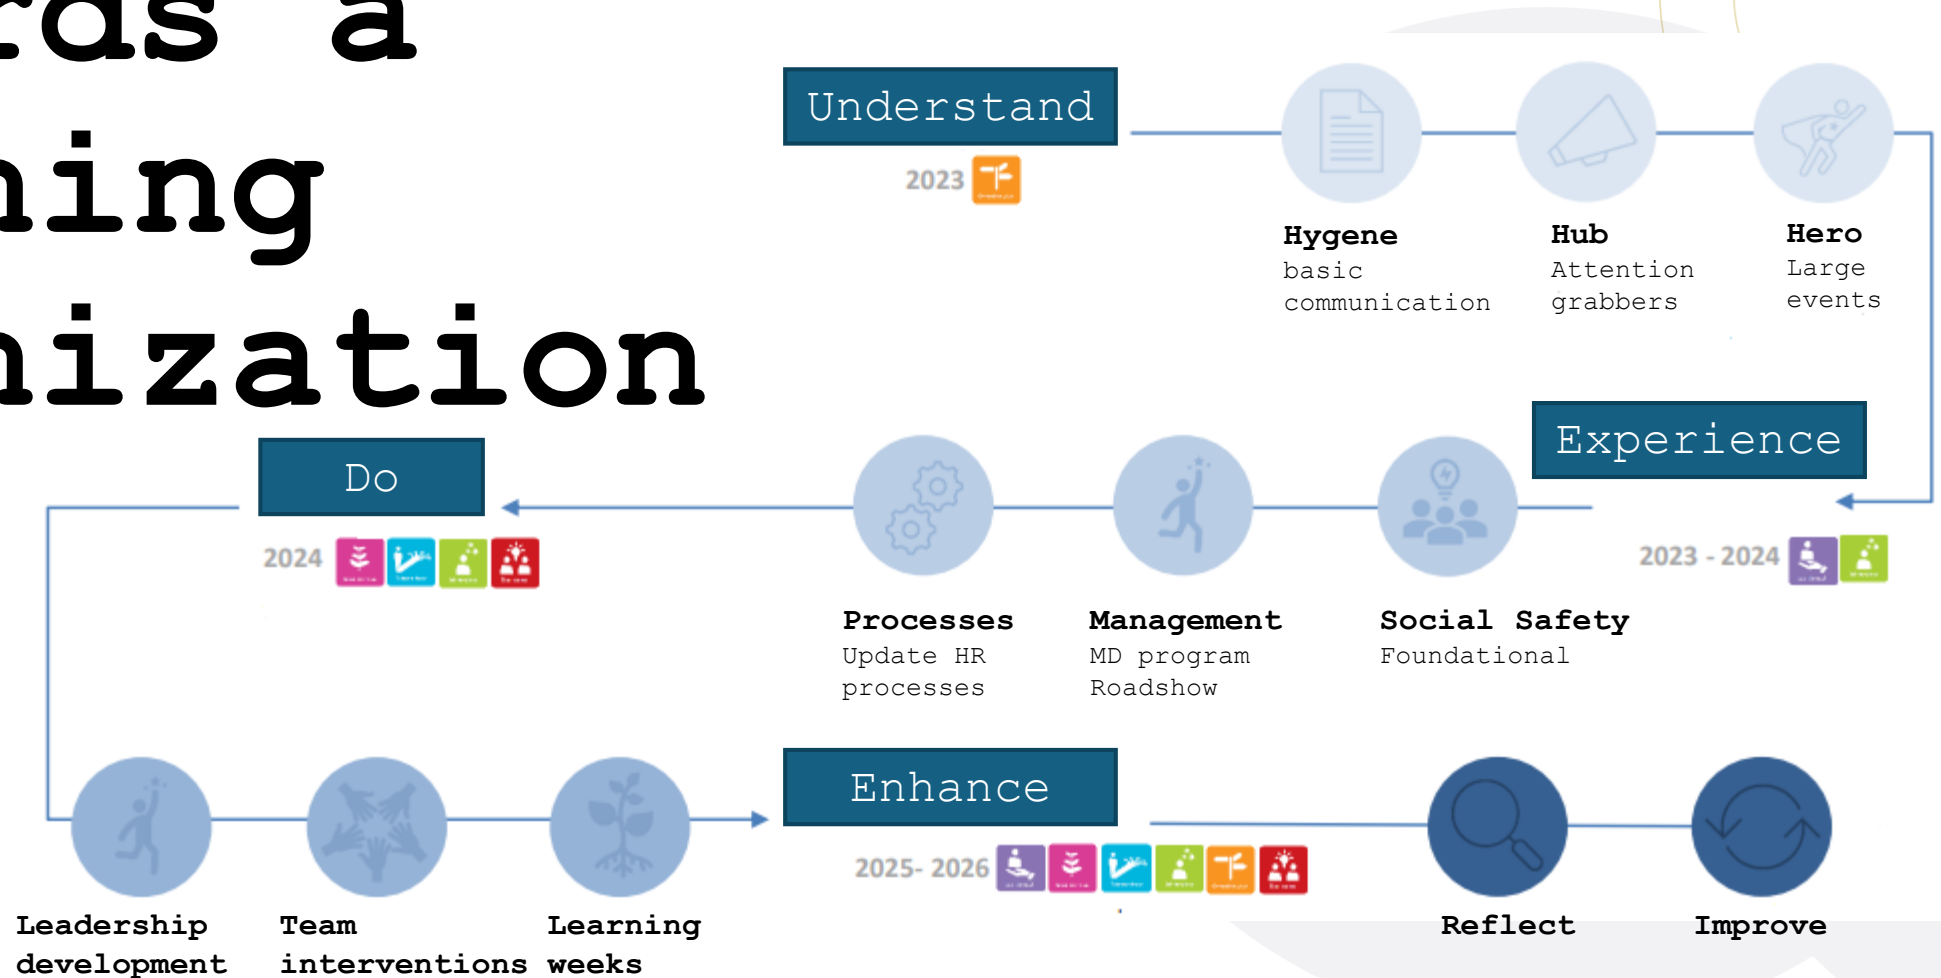 rds a
ning
nization
Understand
2023
Hygene
basic
communication
Hub
Attention
grabbers
Hero
Large
events
Experience
2023 - 2024
Social Safety
Foundational
Management
MD program
Roadshow
Processes
Update HR
processes
Do
2024
Leadership
development
Team
interventions
Learning
weeks
Enhance
2025- 2026
Reflect
Improve